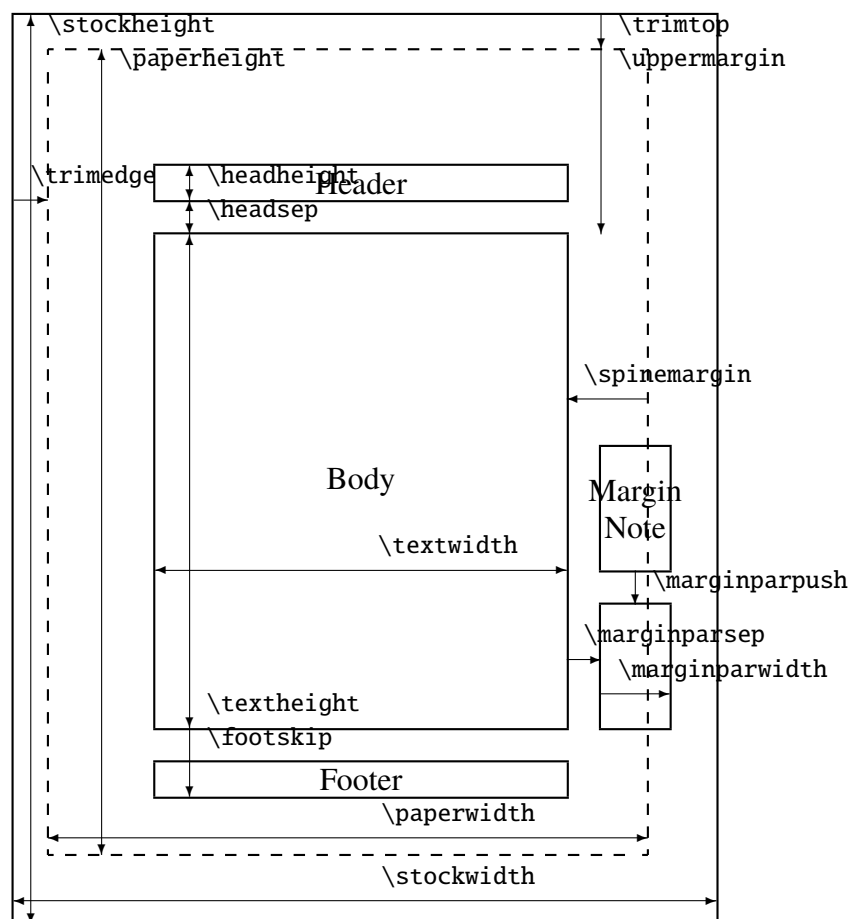 \stockheight
\trimtop
\paperheight
\uppermargin
\trimedge
\headheight
Header
\headsep
\spinemargin
Body
Margin
Note
\textwidth
\marginparpush
\marginparsep
\marginparwidth
\textheight
\footskip
Footer
\paperwidth
\stockwidth